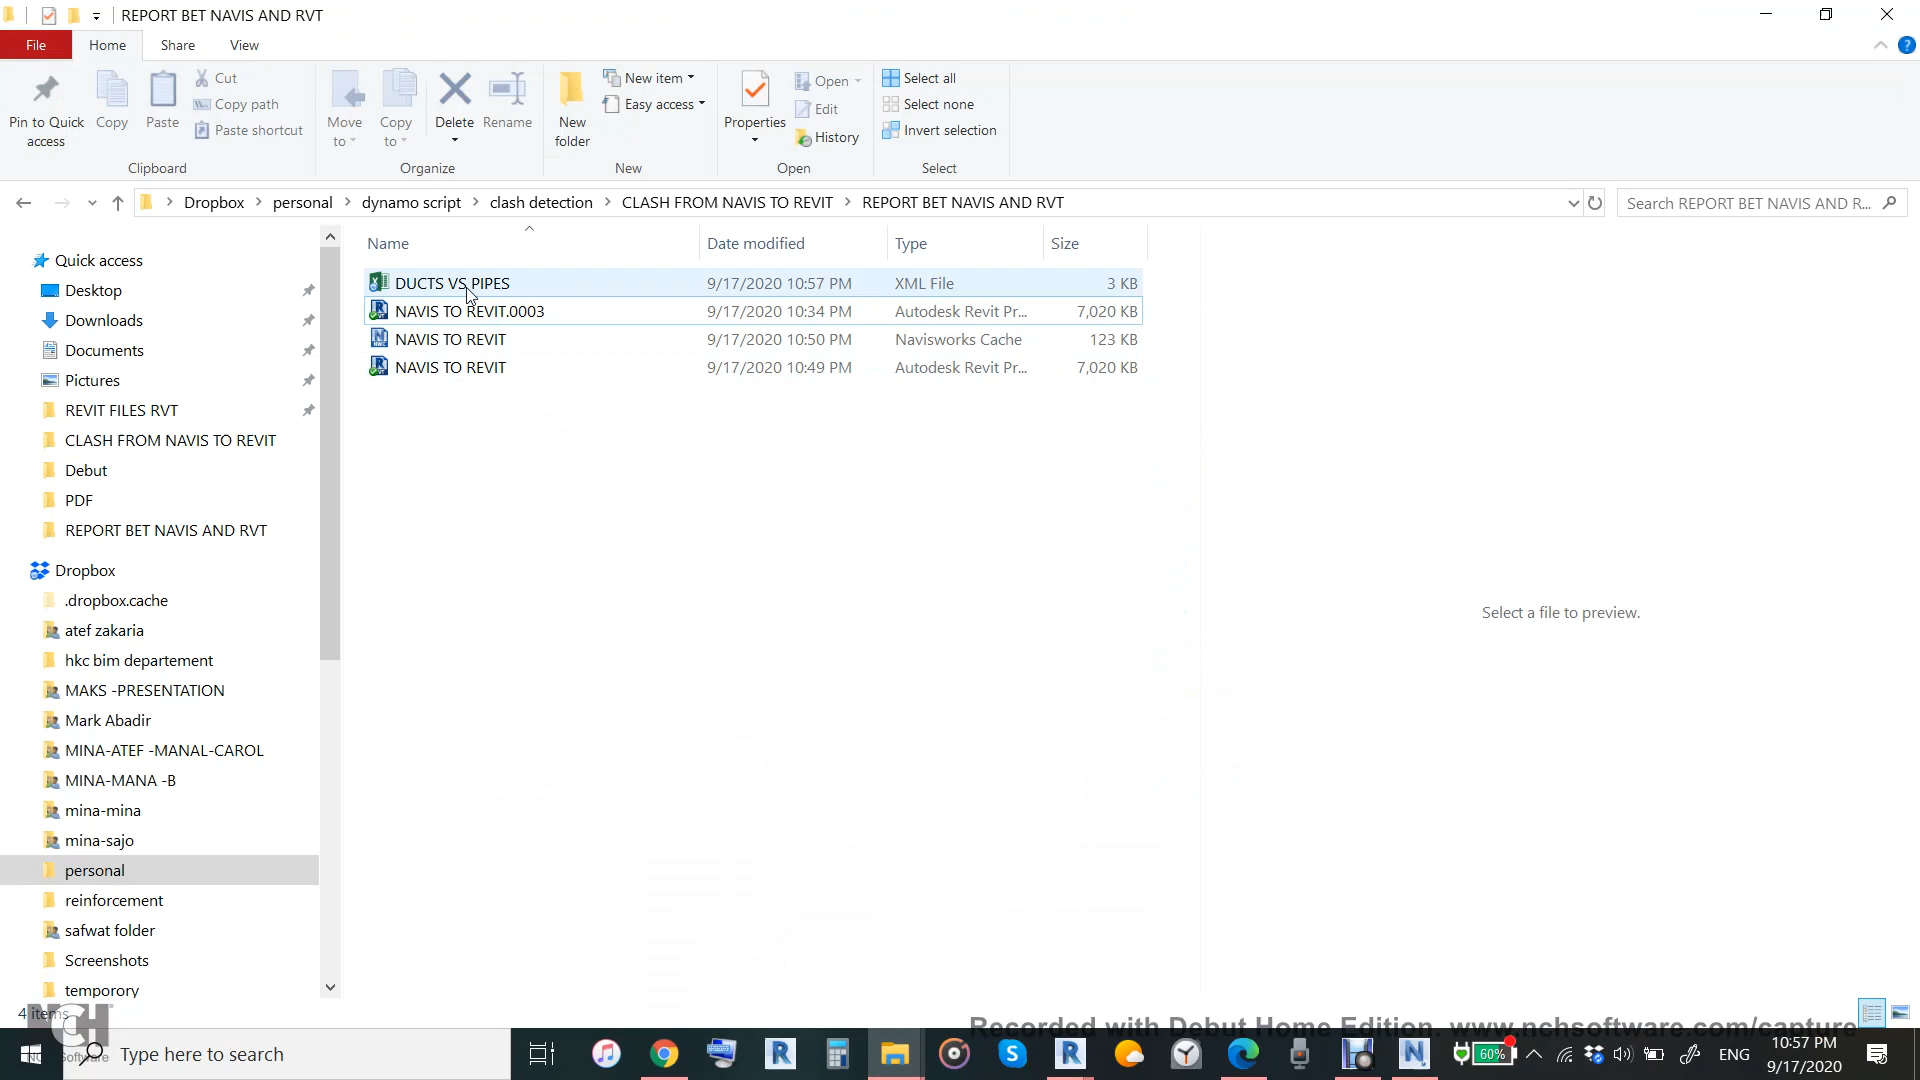 REPORT BET NAVIS AND RVT
File Home Share View
Pin to Quick access
Copy
Paste
Cut
Copy path
Paste shortcut
Clipboard
Move to
Copy to
Delete
Rename
Organize
New folder
New item
Easy access
New
Properties
Open
Edit
History
Open
Select all
Select none
Invert selection
Select
Dropbox > personal > dynamo script > clash detection > CLASH FROM NAVIS TO REVIT > REPORT BET NAVIS AND RVT
Search REPORT BET NAVIS AND R...
Name Date modified Type Size
DUCTS VS PIPES 9/17/2020 10:57 PM XML File 3 KB
NAVIS TO REVIT.0003 9/17/2020 10:34 PM Autodesk Revit Pr... 7,020 KB
NAVIS TO REVIT 9/17/2020 10:50 PM Navisworks Cache 123 KB
NAVIS TO REVIT 9/17/2020 10:49 PM Autodesk Revit Pr... 7,020 KB
Quick access
Desktop
Downloads
Documents
Pictures
REVIT FILES RVT
CLASH FROM NAVIS TO REVIT
Debut
PDF
REPORT BET NAVIS AND RVT
Dropbox
.dropbox.cache
atef zakaria
hkc bim departement
MAKS -PRESENTATION
Mark Abadir
MINA-ATEF -MANAL-CAROL
MINA-MANA -B
mina-mina
mina-sajo
personal
reinforcement
safwat folder
Screenshots
temporory
Select a file to preview.
4 items
NCH
Software
Recorded with Debut Home Edition. www.nchsoftware.com/capture
Type here to search
60%
ENG
10:57 PM
9/17/2020